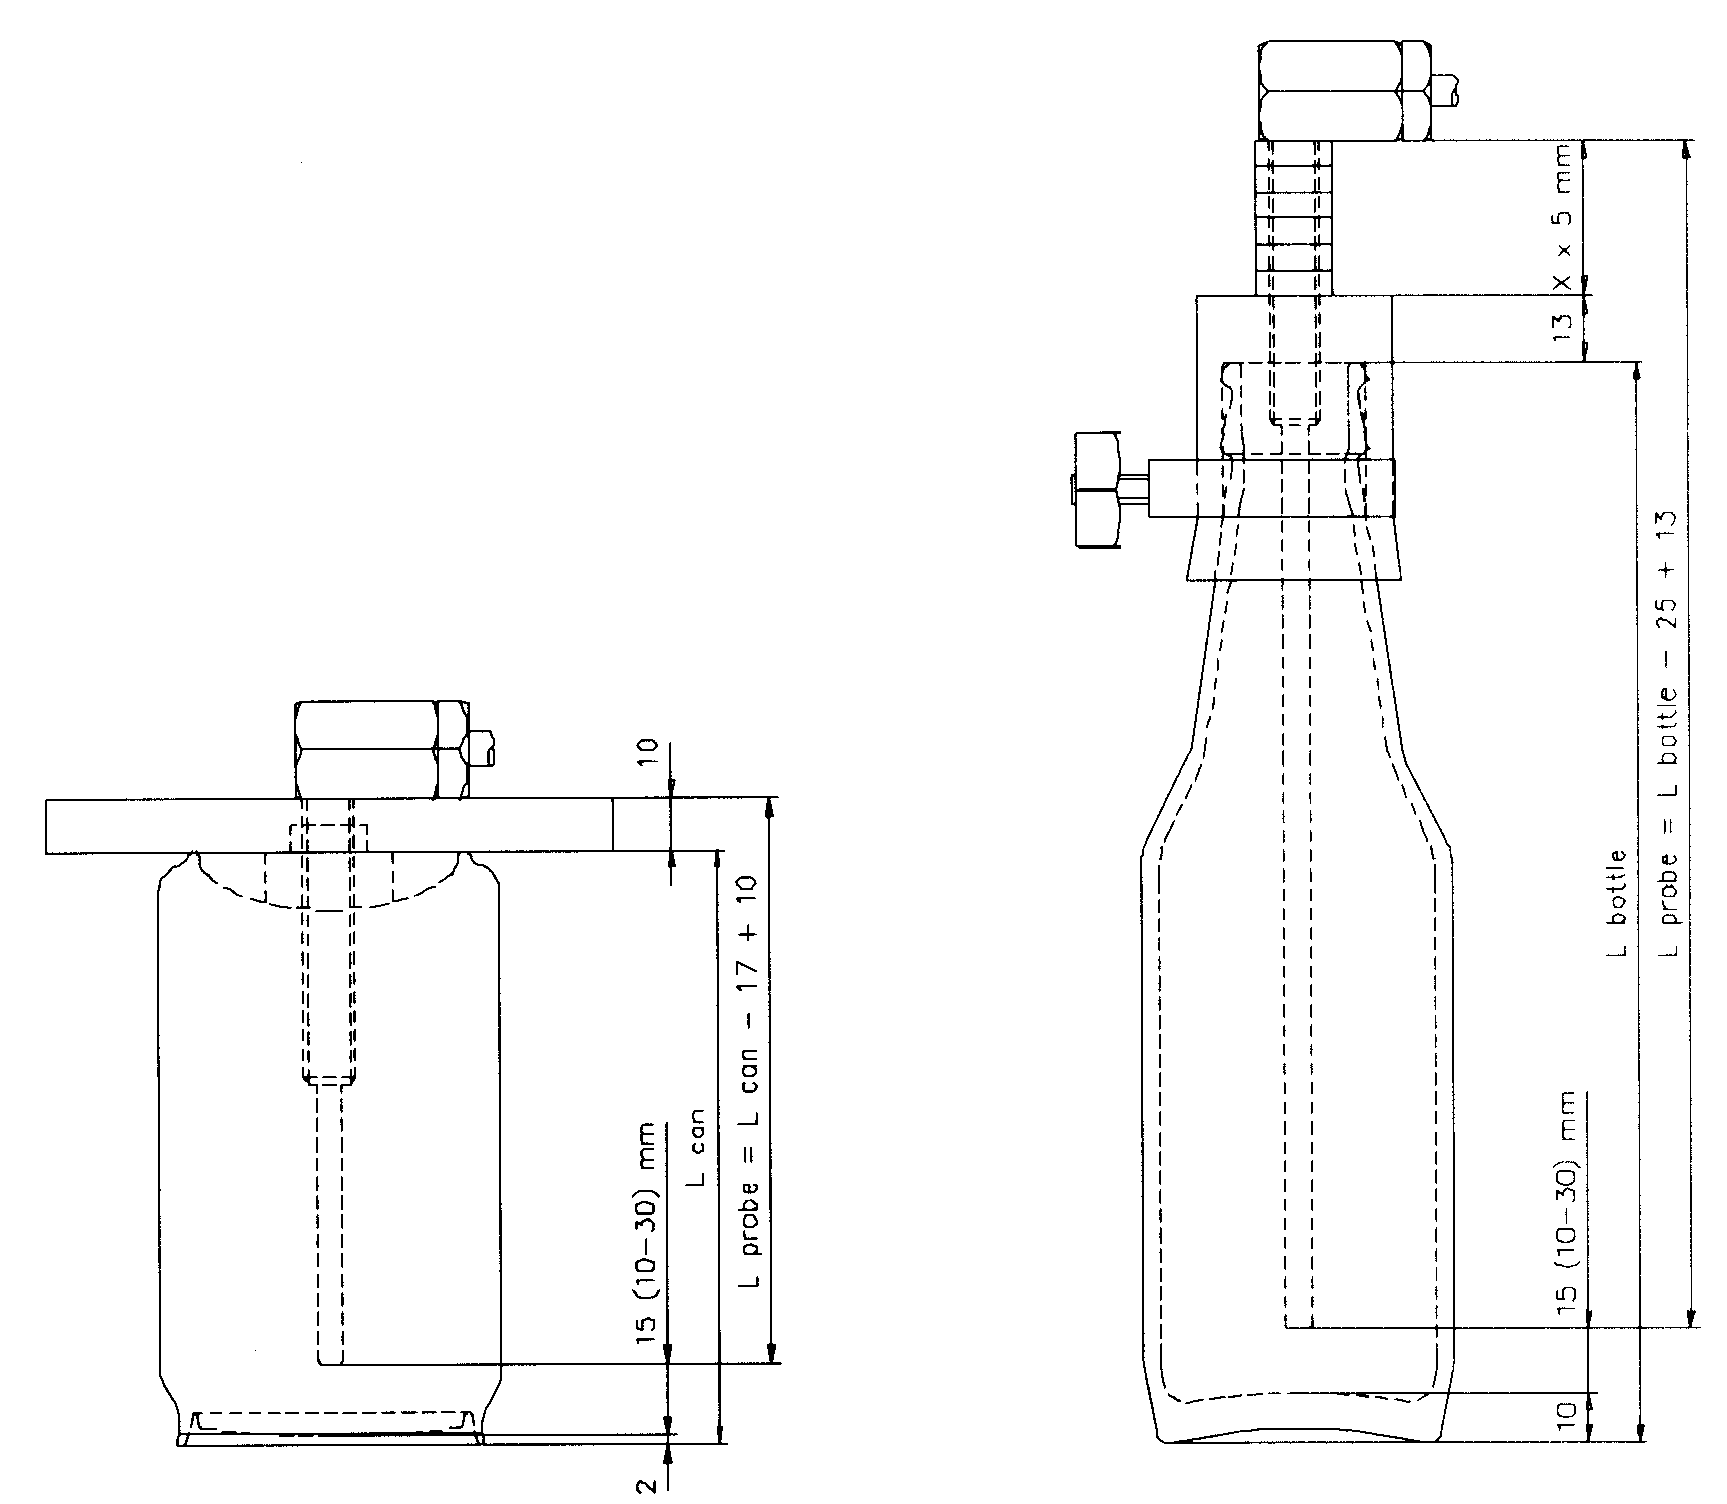 10
L probe = L can - 17 + 10
L can
15 (10-30) mm
2
X x 5 mm
13
L probe = L bottle - 25 + 13
L bottle
15 (10-30) mm
10